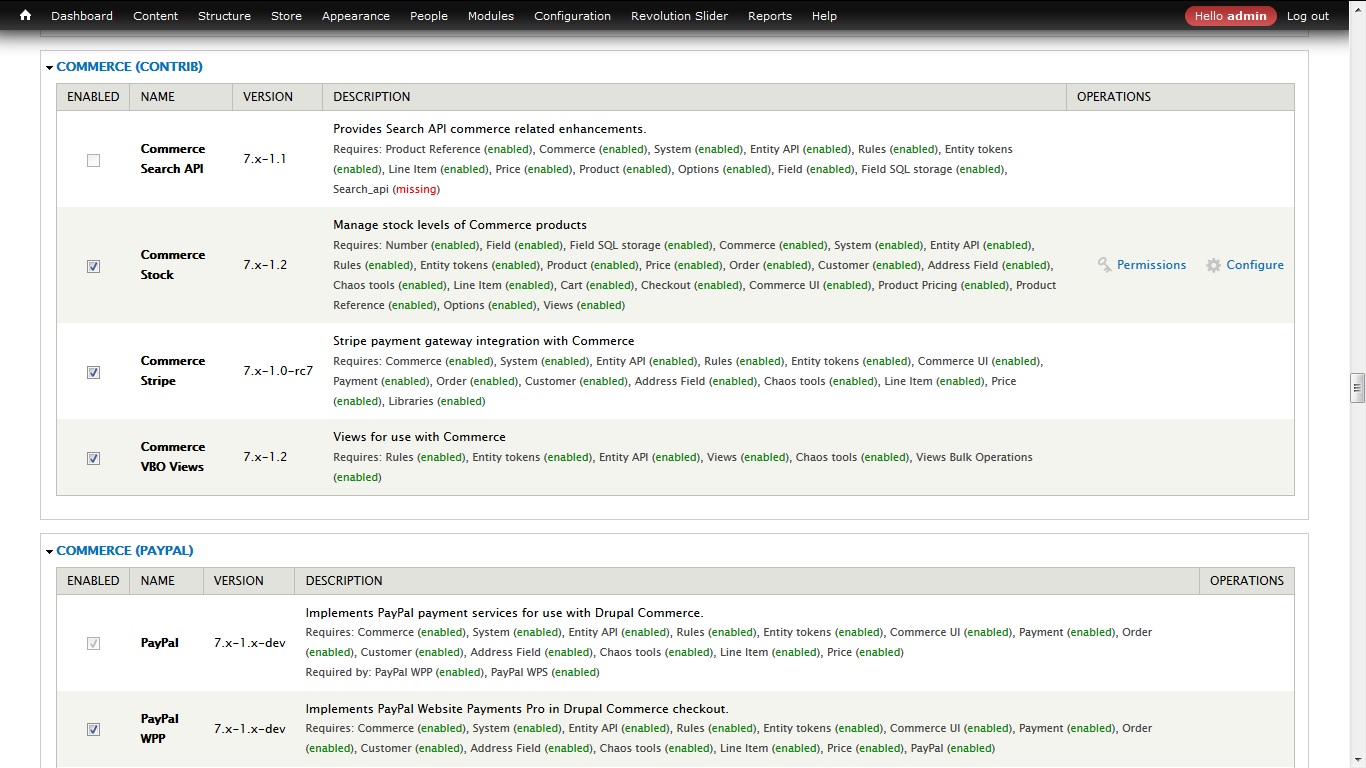 Dashboard Content Structure Store Appearance People Modules Configuration Revolution Slider Reports Help Hello admin Log out
COMMERCE (CONTRIB)
ENABLED NAME VERSION DESCRIPTION OPERATIONS
Commerce Search API
7.x-1.1
Provides Search API commerce related enhancements.
Requires: Product Reference (enabled), Commerce (enabled), System (enabled), Entity API (enabled), Rules (enabled), Entity tokens
(enabled), Line Item (enabled), Price (enabled), Product (enabled), Options (enabled), Field (enabled), Field SQL storage (enabled),
Search_api (missing)
Commerce Stock
7.x-1.2
Manage stock levels of Commerce products
Requires: Number (enabled), Field (enabled), Field SQL storage (enabled), Commerce (enabled), System (enabled), Entity API (enabled),
Rules (enabled), Entity tokens (enabled), Product (enabled), Price (enabled), Order (enabled), Customer (enabled), Address Field (enabled),
Chaos tools (enabled), Line Item (enabled), Cart (enabled), Checkout (enabled), Commerce UI (enabled), Product Pricing (enabled), Product
Reference (enabled), Options (enabled), Views (enabled)
Permissions Configure
Commerce Stripe
7.x-1.0-rc7
Stripe payment gateway integration with Commerce
Requires: Commerce (enabled), System (enabled), Entity API (enabled), Rules (enabled), Entity tokens (enabled), Commerce UI (enabled),
Payment (enabled), Order (enabled), Customer (enabled), Address Field (enabled), Chaos tools (enabled), Line Item (enabled), Price
(enabled), Libraries (enabled)
Commerce VBO Views
7.x-1.2
Views for use with Commerce
Requires: Rules (enabled), Entity tokens (enabled), Entity API (enabled), Views (enabled), Chaos tools (enabled), Views Bulk Operations
(enabled)
COMMERCE (PAYPAL)
ENABLED NAME VERSION DESCRIPTION OPERATIONS
PayPal
7.x-1.x-dev
Implements PayPal payment services for use with Drupal Commerce.
Requires: Commerce (enabled), System (enabled), Entity API (enabled), Rules (enabled), Entity tokens (enabled), Commerce UI (enabled), Payment (enabled), Order
(enabled), Customer (enabled), Address Field (enabled), Chaos tools (enabled), Line Item (enabled), Price (enabled)
Required by: PayPal WPP (enabled), PayPal WPS (enabled)
PayPal WPP
7.x-1.x-dev
Implements PayPal Website Payments Pro in Drupal Commerce checkout.
Requires: Commerce (enabled), System (enabled), Entity API (enabled), Rules (enabled), Entity tokens (enabled), Commerce UI (enabled), Payment (enabled), Order
(enabled), Customer (enabled), Address Field (enabled), Chaos tools (enabled), Line Item (enabled), Price (enabled), PayPal (enabled)